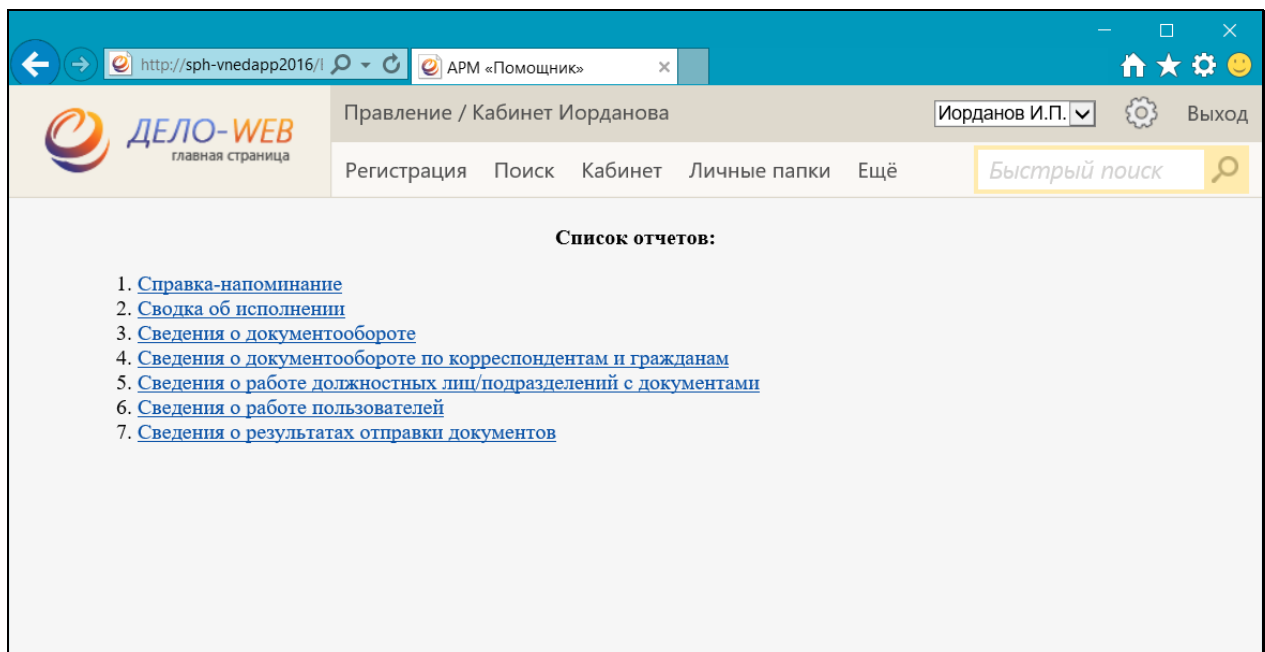 http://sph-vnedapp2016/
АРМ «Помощник»
ДЕЛО-WEB
главная страница
Правление / Кабинет Иорданова
Иорданов И.П.
Выход
Регистрация Поиск Кабинет Личные папки Ещё
Быстрый поиск
Список отчетов:
1. Справка-напоминание
2. Сводка об исполнении
3. Сведения о документообороте
4. Сведения о документообороте по корреспондентам и гражданам
5. Сведения о работе должностных лиц/подразделений с документами
6. Сведения о работе пользователей
7. Сведения о результатах отправки документов